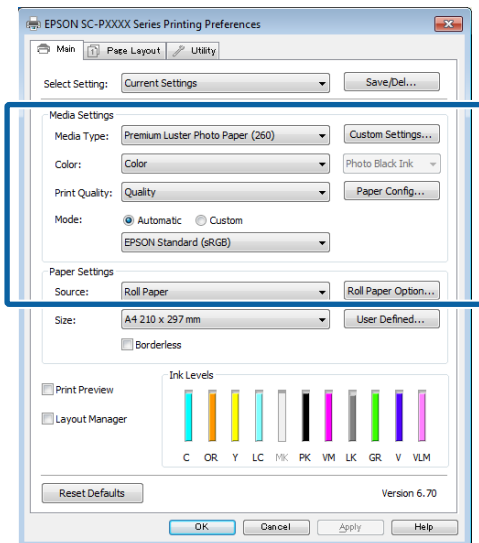 EPSON SC-PXXXX Series Printing Preferences
Main Page Layout Utility
Select Setting: Current Settings Save/Del...
Media Settings
Media Type: Premium Luster Photo Paper (260) Custom Settings...
Color: Color Photo Black Ink
Print Quality: Quality Paper Config...
Mode: Automatic Custom
EPSON Standard (sRGB)
Paper Settings
Source: Roll Paper Roll Paper Option...
Size: A4 210 x 297 mm User Defined...
Borderless
Ink Levels
Print Preview
Layout Manager
C OR Y LC MK PK VM LK GR V VLM
Reset Defaults Version 6.70
OK Cancel Apply Help